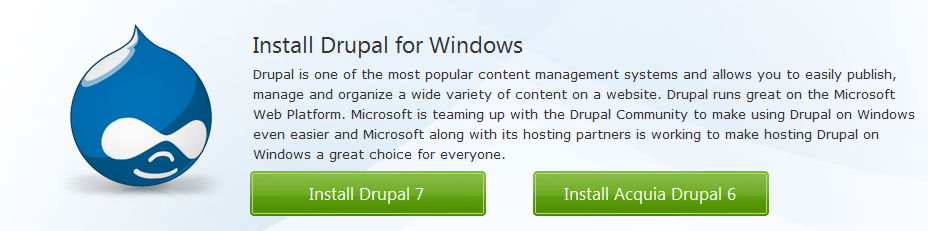 Install Drupal for Windows
Drupal is one of the most popular content management systems and allows you to easily publish,
manage and organize a wide variety of content on a website. Drupal runs great on the Microsoft
Web Platform. Microsoft is teaming up with the Drupal Community to make using Drupal on Windows
even easier and Microsoft along with its hosting partners is working to make hosting Drupal on
Windows a great choice for everyone.
Install Drupal 7
Install Acquia Drupal 6